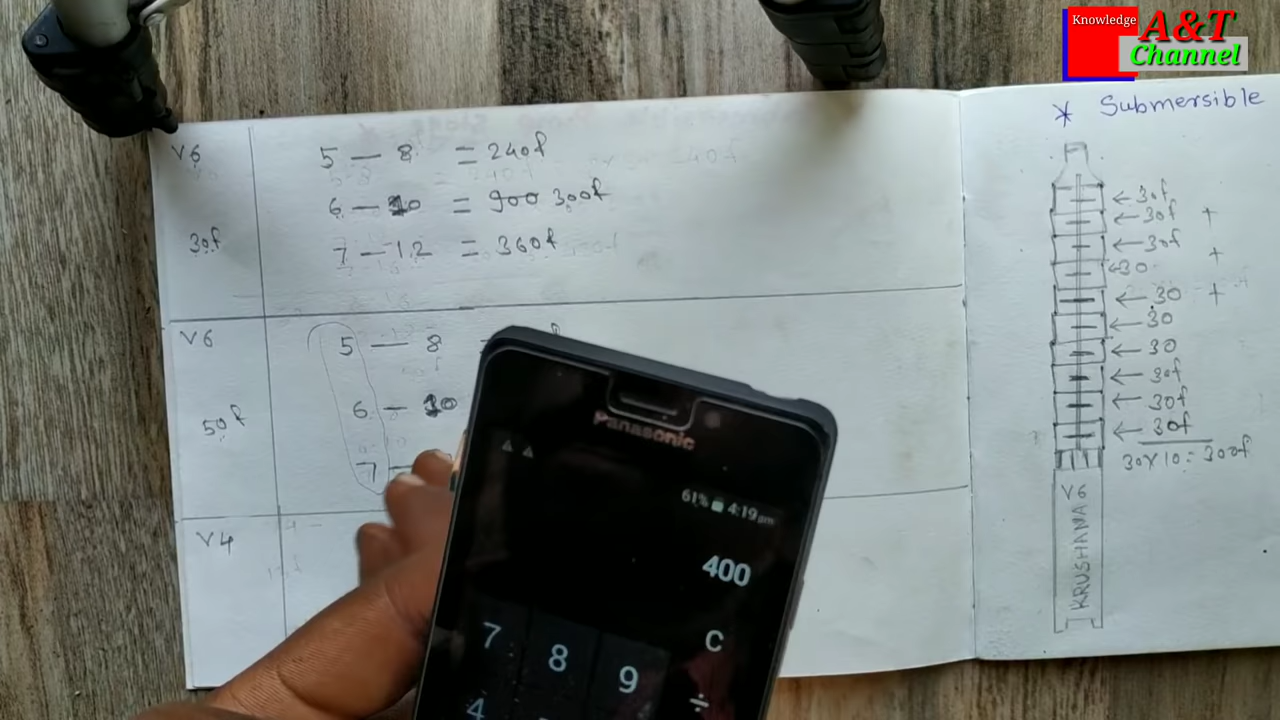 Knowledge
A&T
Channel
V6
30f
5 — 8 = 240f
6 — 10 = 900 300f
7 — 12 = 360f
V6
50f
5 — 8
6 — 10
7 —
V4
* Submersible
← 30f
← 30f +
← 30f
← 30 +
← 30 +
← 30
← 30
← 30f
← 30f
← 30f
30×10 = 300f
V6
KRUSHANA
Panasonic
61% 4:19 pm
400
C
7 8 9 ÷
4